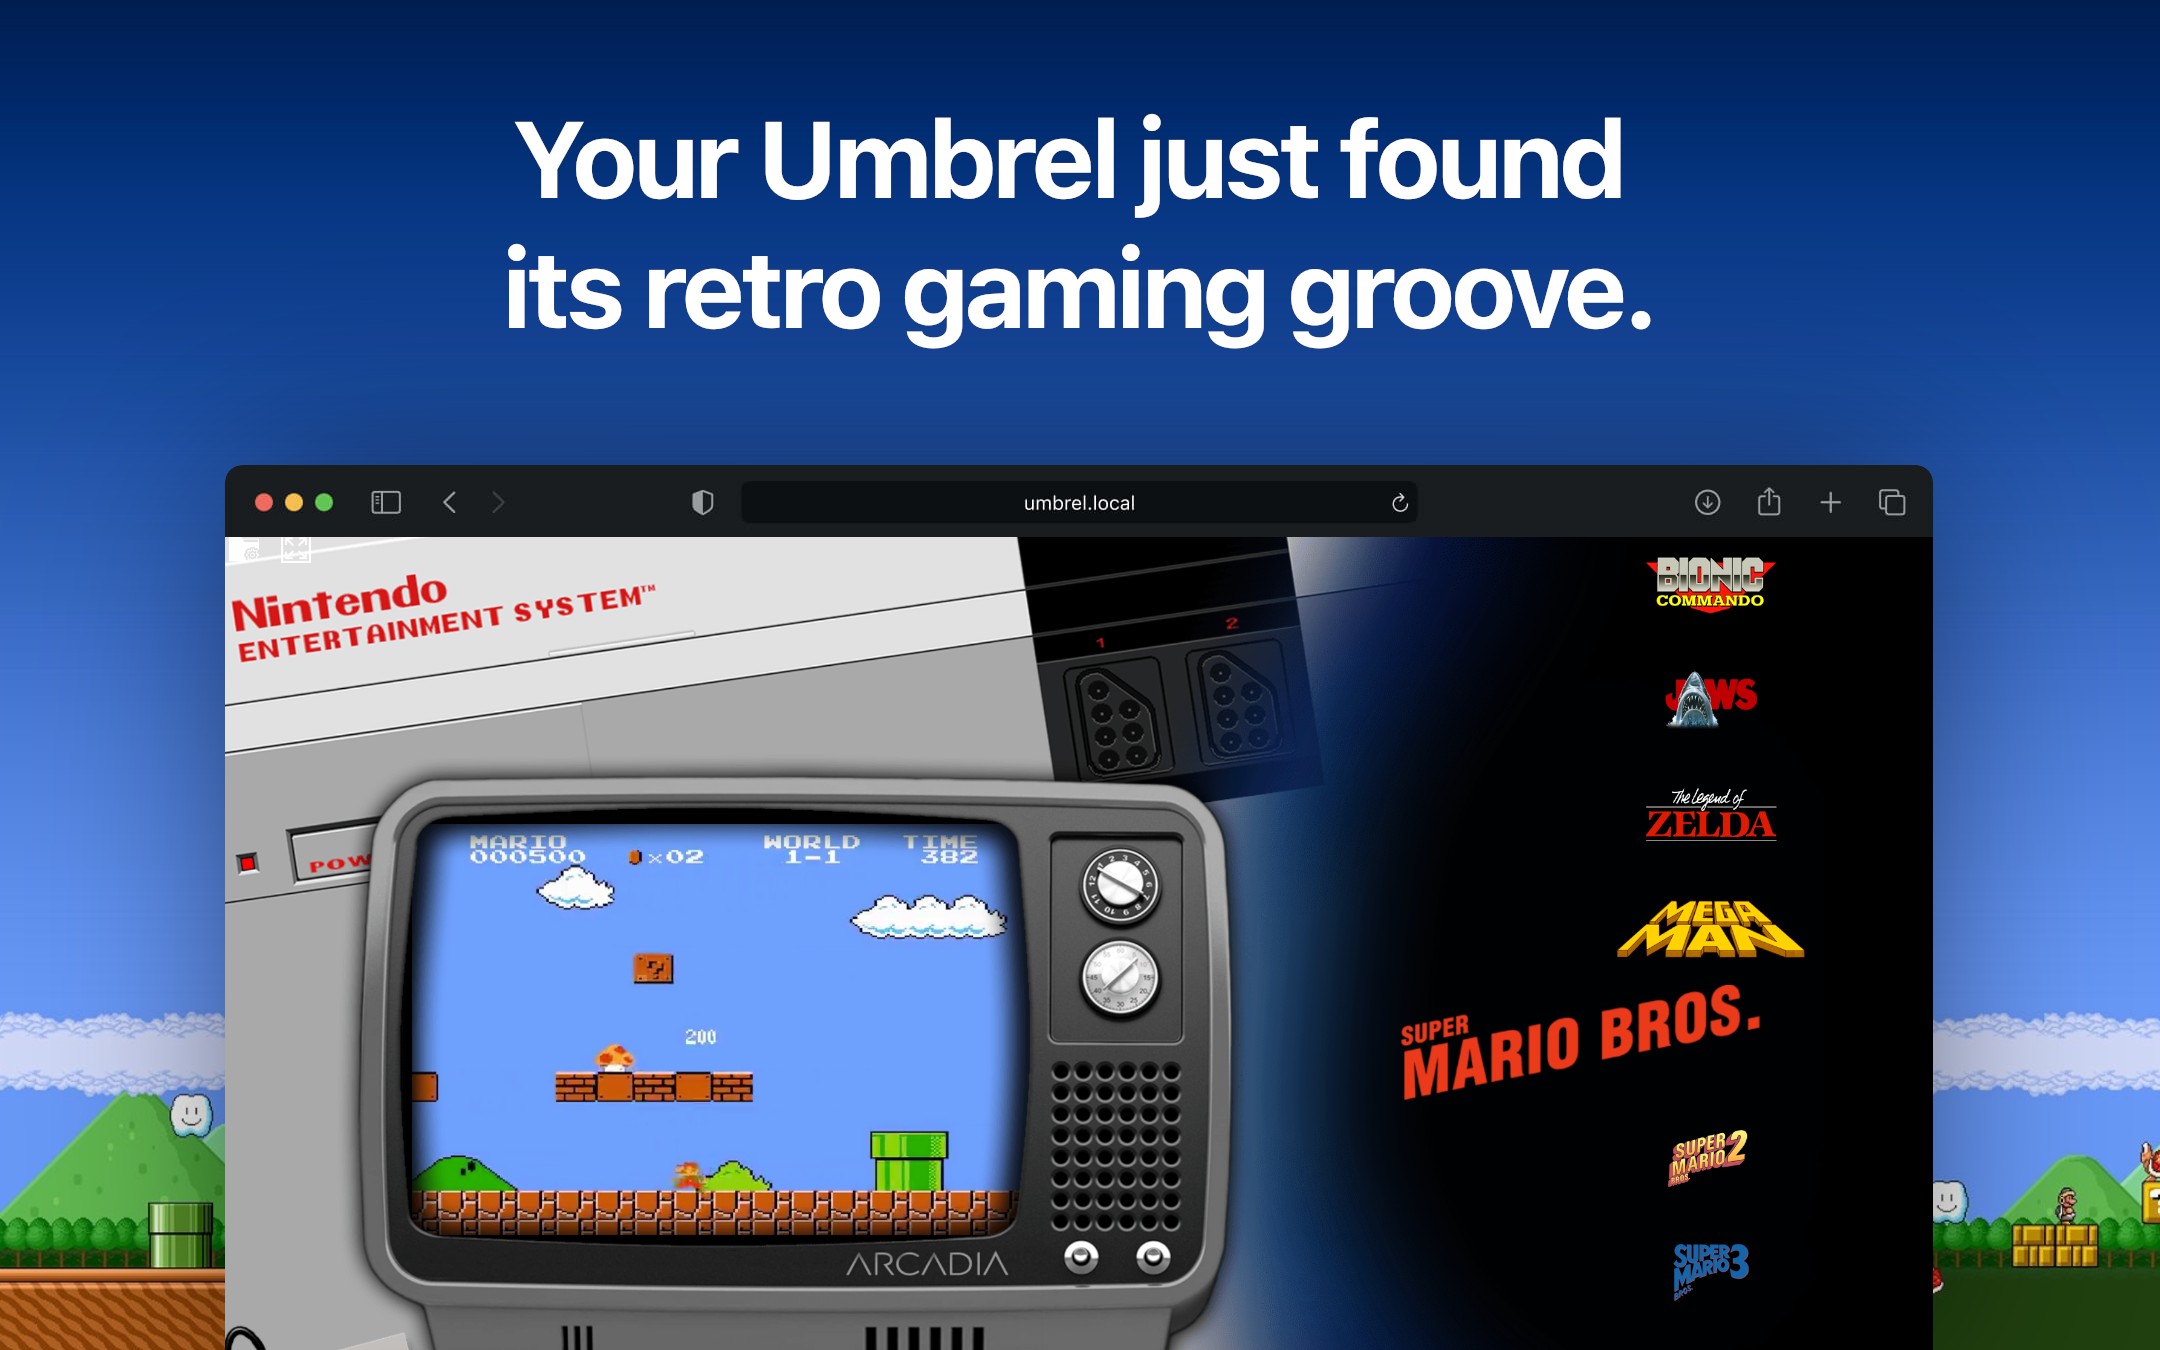 Your Umbrel just found
its retro gaming groove.
umbrel.local
Nintendo
ENTERTAINMENT SYSTEM™
1 2
POW
MARIO WORLD TIME
000500 ×02 1-1 382
?
200
ARCADIA
BIONIC
COMMANDO
JAWS
The Legend of
ZELDA
MEGA
MAN
SUPER
MARIO BROS.
SUPER
MARIO 2
BROS.
SUPER
MARIO 3
BROS.